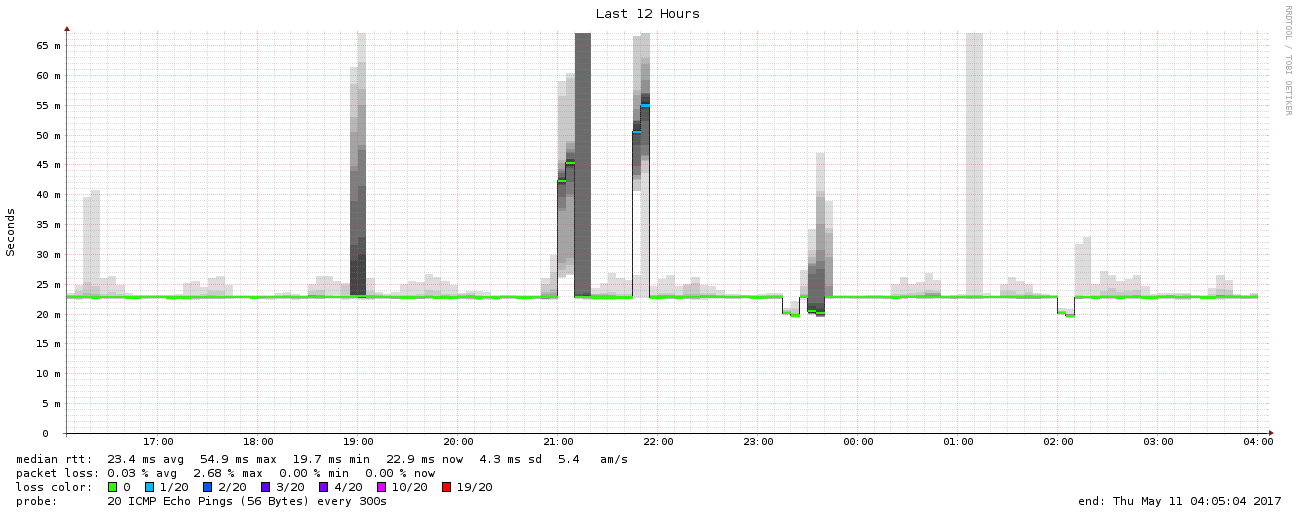 Last 12 Hours
RRDTOOL / TOBI OETIKER
Seconds
65 m
60 m
55 m
50 m
45 m
40 m
35 m
30 m
25 m
20 m
15 m
10 m
5 m
0
17:00 18:00 19:00 20:00 21:00 22:00 23:00 00:00 01:00 02:00 03:00 04:00
median rtt: 23.4 ms avg 54.9 ms max 19.7 ms min 22.9 ms now 4.3 ms sd 5.4 am/s
packet loss: 0.03 % avg 2.68 % max 0.00 % min 0.00 % now
loss color: 0 1/20 2/20 3/20 4/20 10/20 19/20
probe: 20 ICMP Echo Pings (56 Bytes) every 300s end: Thu May 11 04:05:04 2017